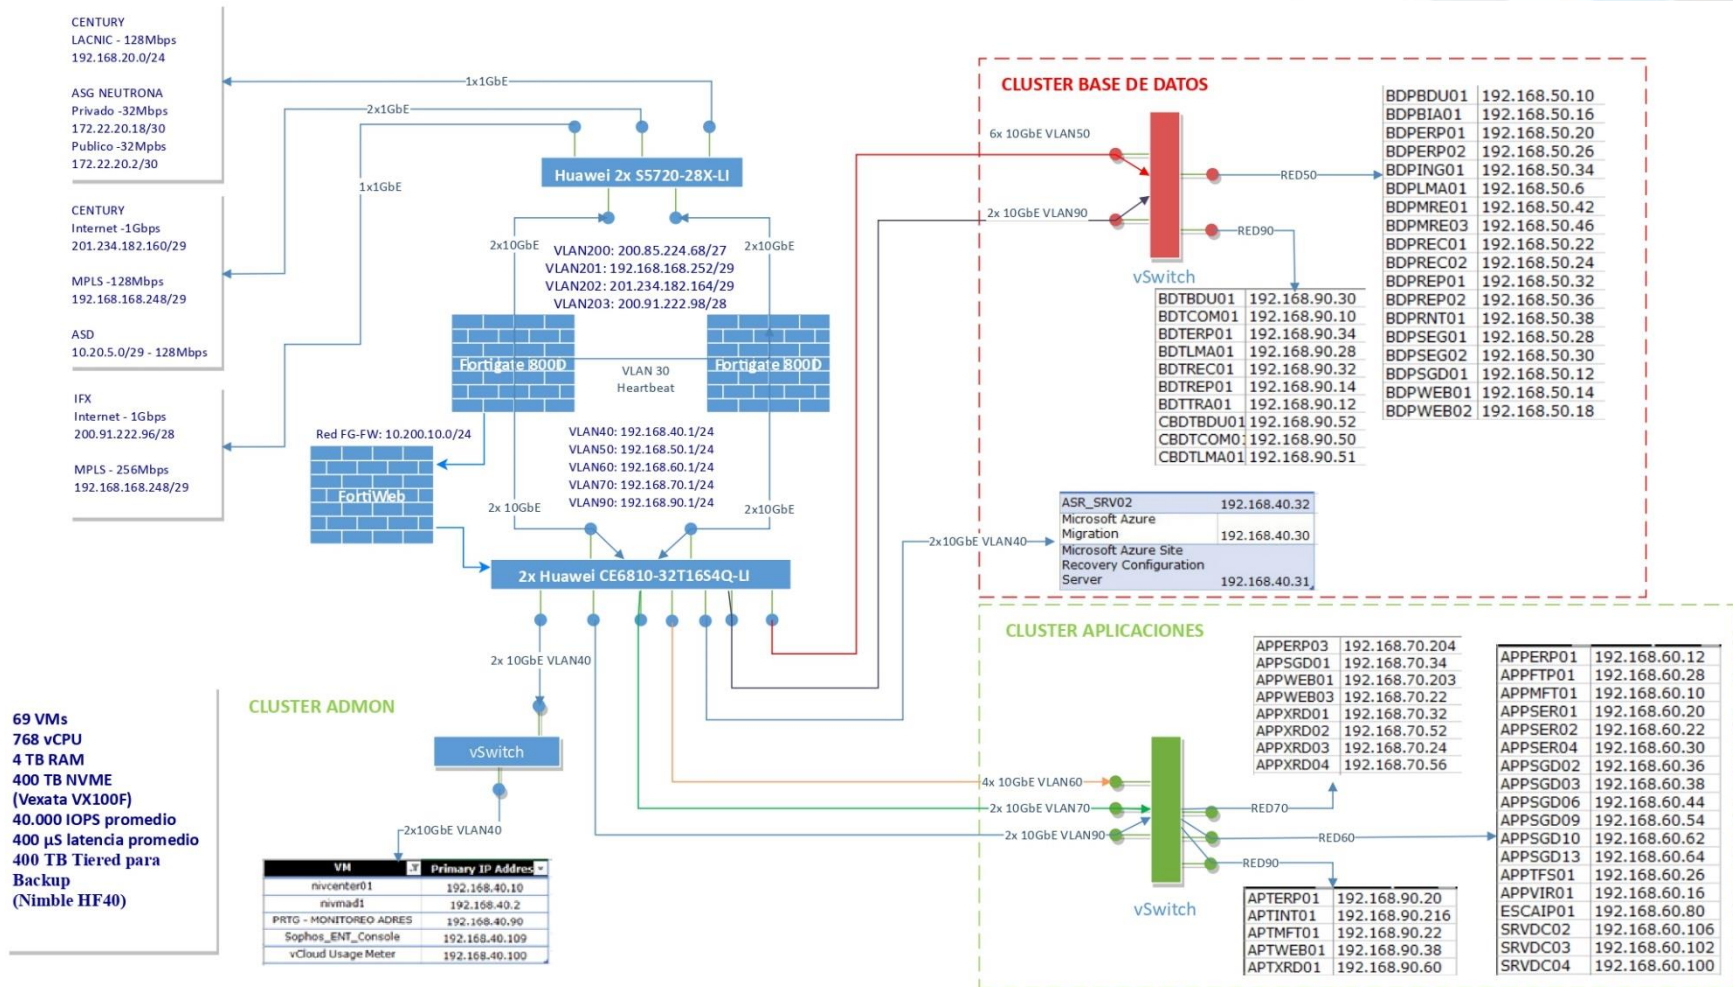 CENTURY
LACNIC - 128Mbps
192.168.20.0/24
ASG NEUTRONA
Privado -32Mbps
172.22.20.18/30
Publico -32Mpbs
172.22.20.2/30
CENTURY
Internet -1Gbps
201.234.182.160/29
MPLS -128Mbps
192.168.168.248/29
ASD
10.20.5.0/29 - 128Mbps
IFX
Internet - 1Gbps
200.91.222.96/28
MPLS - 256Mbps
192.168.168.248/29
1x1GbE
2x1GbE
1x1GbE
Huawei 2x S5720-28X-LI
2x10GbE
2x10GbE
VLAN200: 200.85.224.68/27
VLAN201: 192.168.168.252/29
VLAN202: 201.234.182.164/29
VLAN203: 200.91.222.98/28
Fortigate 800D
Fortigate 800D
VLAN 30
Heartbeat
Red FG-FW: 10.200.10.0/24
FortiWeb
VLAN40: 192.168.40.1/24
VLAN50: 192.168.50.1/24
VLAN60: 192.168.60.1/24
VLAN70: 192.168.70.1/24
VLAN90: 192.168.90.1/24
2x 10GbE
2x10GbE
2x Huawei CE6810-32T16S4Q-LI
2x 10GbE VLAN40
CLUSTER ADMON
vSwitch
2x10GbE VLAN40
VM Primary IP Addres
nivcenter01 192.168.40.10
nivmad1 192.168.40.2
PRTG - MONITOREO ADRES 192.168.40.90
Sophos_ENT_Console 192.168.40.109
vCloud Usage Meter 192.168.40.100
69 VMs
768 vCPU
4 TB RAM
400 TB NVME
(Vexata VX100F)
40.000 IOPS promedio
400 µS latencia promedio
400 TB Tiered para
Backup
(Nimble HF40)
CLUSTER BASE DE DATOS
6x 10GbE VLAN50
2x 10GbE VLAN90
vSwitch
RED50
RED90
BDPBDU01 192.168.50.10
BDPBIA01 192.168.50.16
BDPERP01 192.168.50.20
BDPERP02 192.168.50.26
BDPING01 192.168.50.34
BDPLMA01 192.168.50.6
BDPMRE01 192.168.50.42
BDPMRE03 192.168.50.46
BDPREC01 192.168.50.22
BDPREC02 192.168.50.24
BDPREP01 192.168.50.32
BDPREP02 192.168.50.36
BDPRNT01 192.168.50.38
BDPSEG01 192.168.50.28
BDPSEG02 192.168.50.30
BDPSGD01 192.168.50.12
BDPWEB01 192.168.50.14
BDPWEB02 192.168.50.18
BDTBDU01 192.168.90.30
BDTCOM01 192.168.90.10
BDTERP01 192.168.90.34
BDTLMA01 192.168.90.28
BDTREC01 192.168.90.32
BDTREP01 192.168.90.14
BDTTRA01 192.168.90.12
CBDTBDU01 192.168.90.52
CBDTCOM01 192.168.90.50
CBDTLMA01 192.168.90.51
2x10GbE VLAN40
ASR_SRV02 192.168.40.32
Microsoft Azure
Migration 192.168.40.30
Microsoft Azure Site
Recovery Configuration
Server 192.168.40.31
CLUSTER APLICACIONES
4x 10GbE VLAN60
2x 10GbE VLAN70
2x 10GbE VLAN90
vSwitch
RED70
RED60
RED90
APPERP03 192.168.70.204
APPSGD01 192.168.70.34
APPWEB01 192.168.70.203
APPWEB03 192.168.70.22
APPXRD01 192.168.70.32
APPXRD02 192.168.70.52
APPXRD03 192.168.70.24
APPXRD04 192.168.70.56
APPERP01 192.168.60.12
APPFTP01 192.168.60.28
APPMFT01 192.168.60.10
APPSER01 192.168.60.20
APPSER02 192.168.60.22
APPSER04 192.168.60.30
APPSGD02 192.168.60.36
APPSGD03 192.168.60.38
APPSGD06 192.168.60.44
APPSGD09 192.168.60.54
APPSGD10 192.168.60.62
APPSGD13 192.168.60.64
APPTFS01 192.168.60.26
APPVIR01 192.168.60.16
ESCAIP01 192.168.60.80
SRVDC02 192.168.60.106
SRVDC03 192.168.60.102
SRVDC04 192.168.60.100
APTERP01 192.168.90.20
APTINT01 192.168.90.216
APTMFT01 192.168.90.22
APTWEB01 192.168.90.38
APTXRD01 192.168.90.60